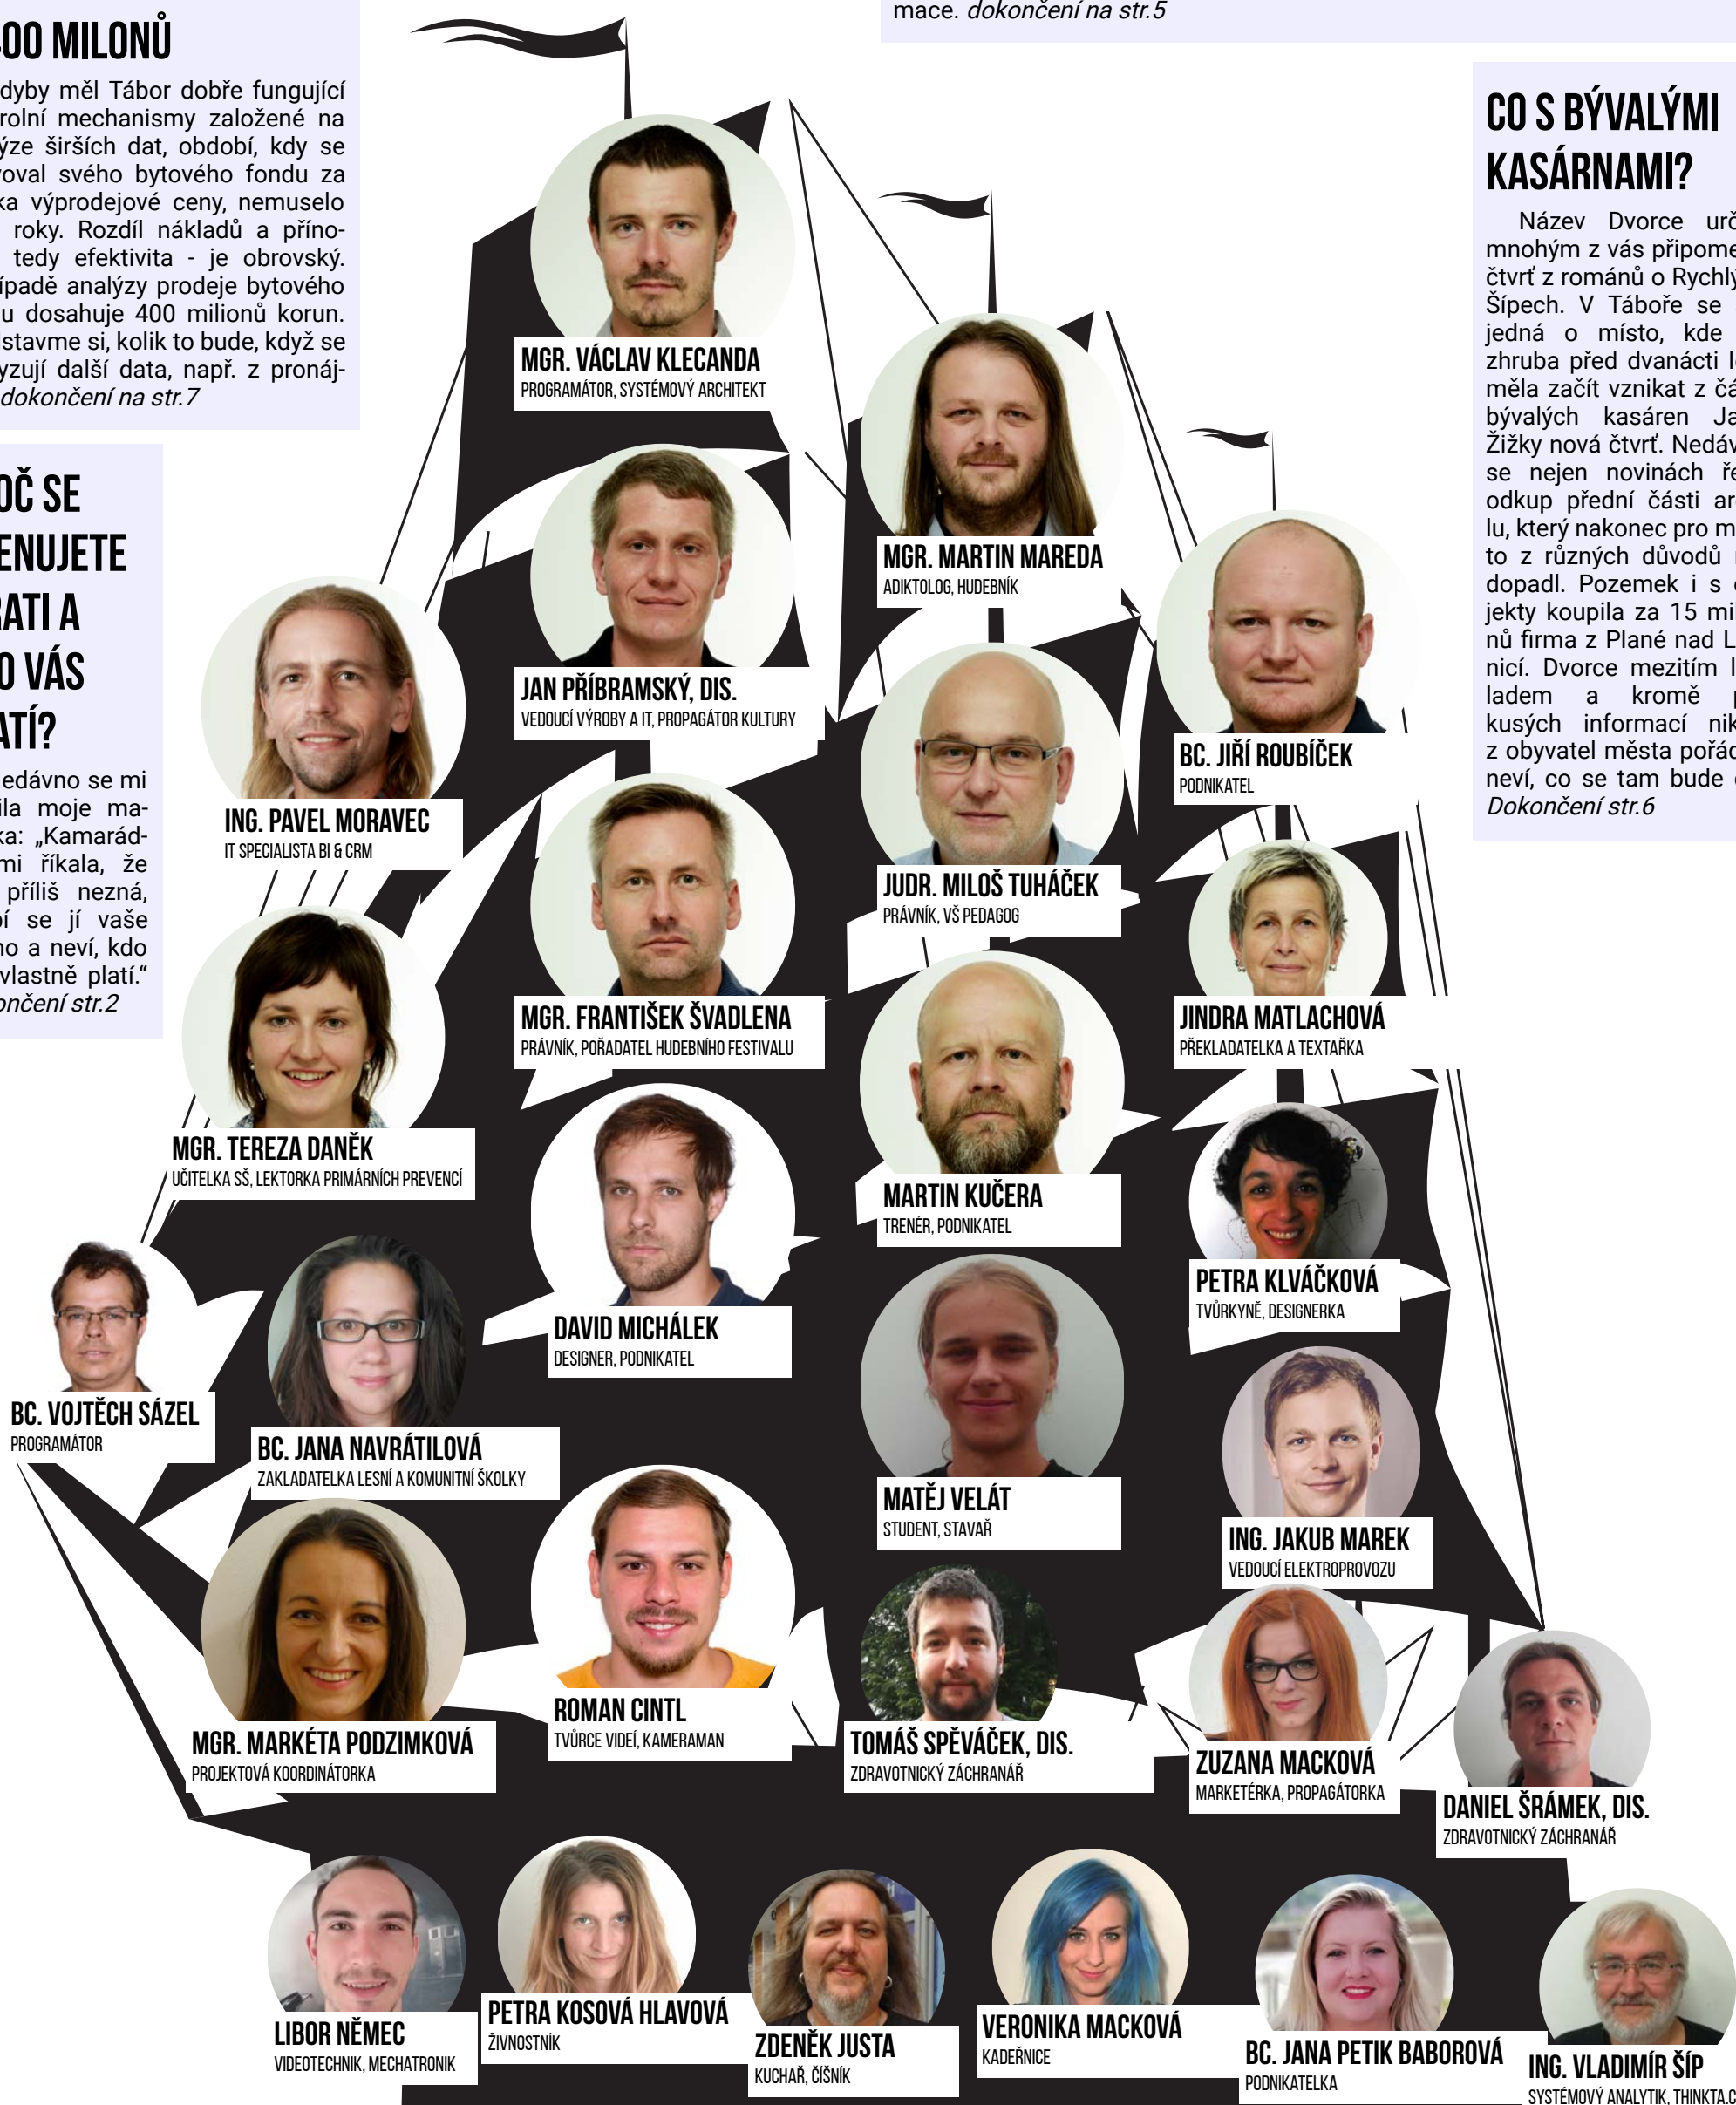 mace. dokončení na str.5
00 MILONŮ
dyby měl Tábor dobře fungující
rolní mechanismy založené na
ýze širších dat, období, kdy se
voval svého bytového fondu za
ka výprodejové ceny, nemuselo
roky. Rozdíl nákladů a příno-
tedy efektivita - je obrovský.
ípadě analýzy prodeje bytového
u dosahuje 400 milionů korun.
stavme si, kolik to bude, když se
yzují další data, např. z pronáj-
dokončení na str.7
OČ SE
ĚNUJETE
RATI A
O VÁS
ATÍ?
edávno se mi
ila moje ma-
ka: „Kamarád-
mi říkala, že
příliš nezná,
bí se jí vaše
no a neví, kdo
vlastně platí.“
nčení str.2
CO S BÝVALÝMI
KASÁRNAMI?
Název Dvorce urč
mnohým z vás připome
čtvrť z románů o Rychlý
Šípech. V Táboře se
jedná o místo, kde
zhruba před dvanácti l
měla začít vznikat z čá
bývalých kasáren Ja
Žižky nová čtvrť. Nedáv
se nejen novinách ře
odkup přední části ar
lu, který nakonec pro m
to z různých důvodů
dopadl. Pozemek i s
jekty koupila za 15 mi
nů firma z Plané nad L
nicí. Dvorce mezitím l
ladem a kromě p
kusých informací nik
z obyvatel města pořád
neví, co se tam bude
Dokončení str.6
MGR. VÁCLAV KLECANDA
PROGRAMÁTOR, SYSTÉMOVÝ ARCHITEKT
MGR. MARTIN MAREDA
ADIKTOLOG, HUDEBNÍK
JAN PŘÍBRAMSKÝ, DIS.
VEDOUCÍ VÝROBY A IT, PROPAGÁTOR KULTURY
BC. JIŘÍ ROUBÍČEK
PODNIKATEL
ING. PAVEL MORAVEC
IT SPECIALISTA BI & CRM
JUDR. MILOŠ TUHÁČEK
PRÁVNÍK, VŠ PEDAGOG
MGR. FRANTIŠEK ŠVADLENA
PRÁVNÍK, POŘADATEL HUDEBNÍHO FESTIVALU
JINDRA MATLACHOVÁ
PŘEKLADATELKA A TEXTAŘKA
MGR. TEREZA DANĚK
UČITELKA SŠ, LEKTORKA PRIMÁRNÍCH PREVENCÍ
MARTIN KUČERA
TRENÉR, PODNIKATEL
PETRA KLVÁČKOVÁ
TVŮRKYNĚ, DESIGNERKA
DAVID MICHÁLEK
DESIGNER, PODNIKATEL
BC. VOJTĚCH SÁZEL
PROGRAMÁTOR
BC. JANA NAVRÁTILOVÁ
ZAKLADATELKA LESNÍ A KOMUNITNÍ ŠKOLKY
MATĚJ VELÁT
STUDENT, STAVAŘ
ING. JAKUB MAREK
VEDOUCÍ ELEKTROPROVOZU
ROMAN CINTL
TVŮRCE VIDEÍ, KAMERAMAN
MGR. MARKÉTA PODZIMKOVÁ
PROJEKTOVÁ KOORDINÁTORKA
TOMÁŠ SPĚVÁČEK, DIS.
ZDRAVOTNICKÝ ZÁCHRANÁŘ
ZUZANA MACKOVÁ
MARKETÉRKA, PROPAGÁTORKA
DANIEL ŠRÁMEK, DIS.
ZDRAVOTNICKÝ ZÁCHRANÁŘ
LIBOR NĚMEC
VIDEOTECHNIK, MECHATRONIK
PETRA KOSOVÁ HLAVOVÁ
ŽIVNOSTNÍK
ZDENĚK JUSTA
KUCHAŘ, ČÍŠNÍK
VERONIKA MACKOVÁ
KADEŘNICE
BC. JANA PETIK BABOROVÁ
PODNIKATELKA
ING. VLADIMÍR ŠÍP
SYSTÉMOVÝ ANALYTIK, THINKTA.C